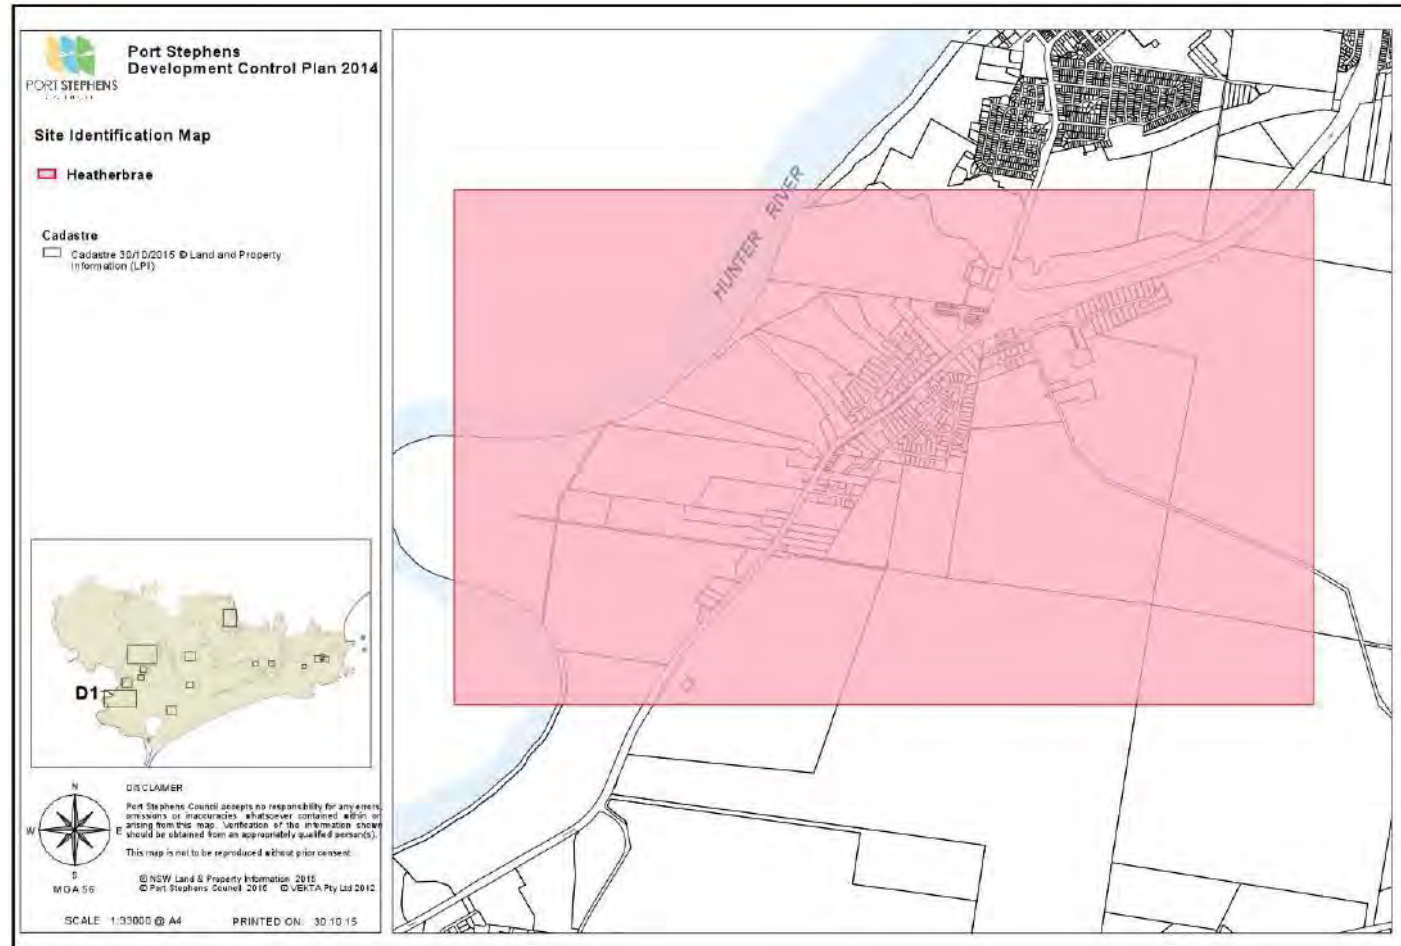 PORT STEPHENS
COUNCIL
Port Stephens
Development Control Plan 2014
Site Identification Map
Heatherbrae
Cadastre
Cadastre 30/10/2015 © Land and Property
Information (LPI)
HUNTER RIVER
D1
N
W
E
S
MGA 56
DISCLAIMER
Port Stephens Council accepts no responsibility for any errors,
omissions or inaccuracies whatsoever contained within or
arising from this map. Verification of the information shown
should be obtained from an appropriately qualified person(s).
This map is not to be reproduced without prior consent
© NSW Land & Property Information 2015
© Port Stephens Council 2016 © VEKTA Pty Ltd 2012
SCALE 1:33000 @ A4
PRINTED ON: 30.10.15